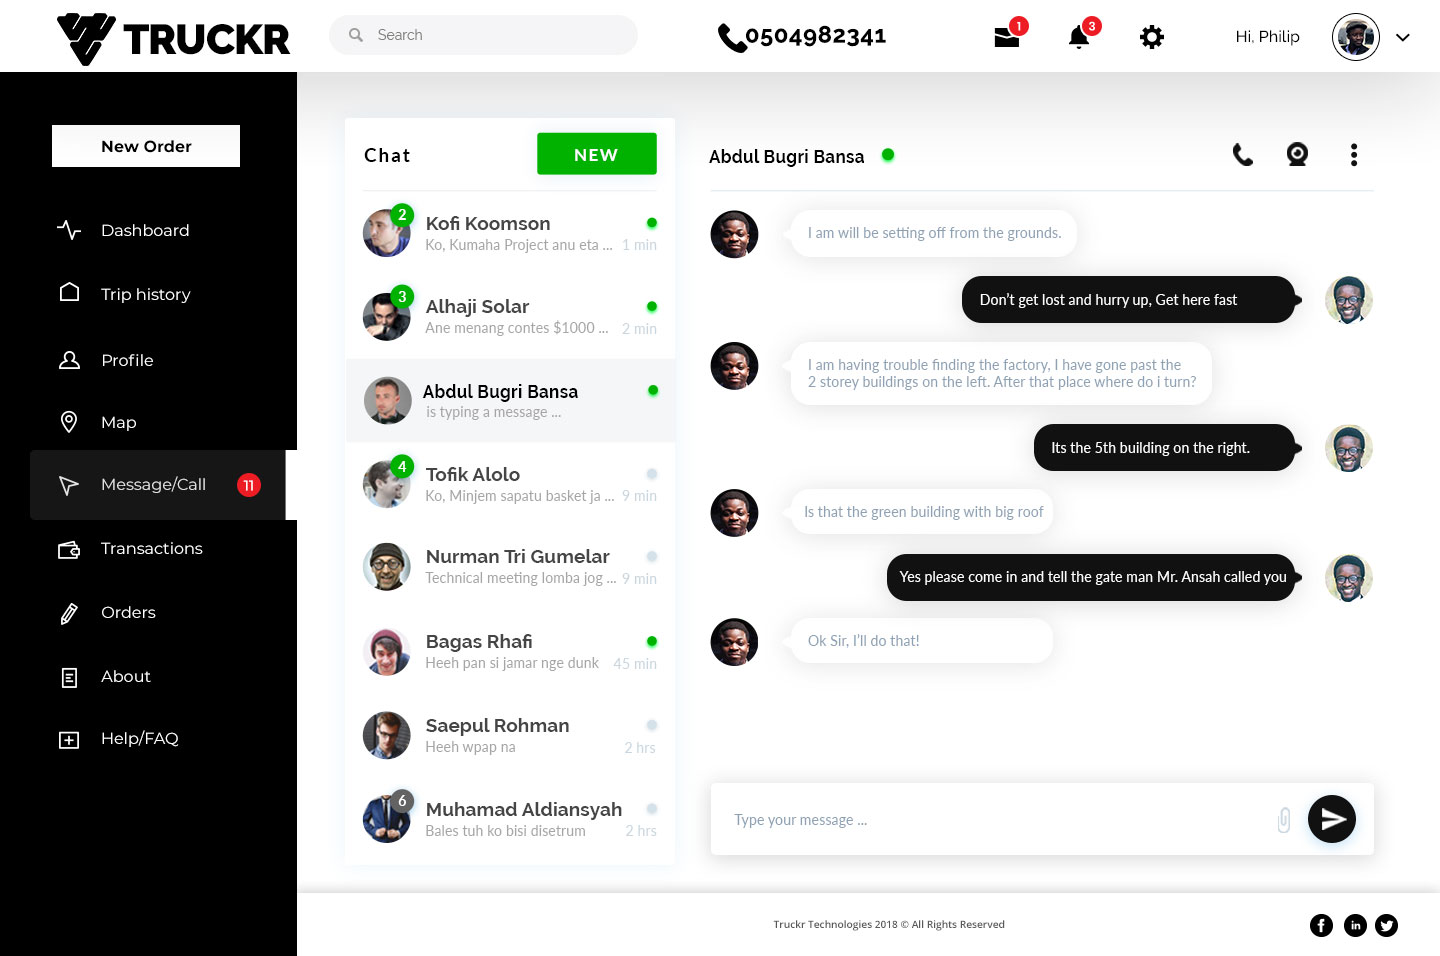 TRUCKR
Search
0504982341
1
3
Hi, Philip
New Order
Dashboard
Trip history
Profile
Map
Message/Call
11
Transactions
Orders
About
Help/FAQ
Chat
NEW
2
Kofi Koomson
Ko, Kumaha Project anu eta ...
1 min
3
Alhaji Solar
Ane menang contes $1000 ...
2 min
Abdul Bugri Bansa
is typing a message ...
4
Tofik Alolo
Ko, Minjem sapatu basket ja ...
9 min
Nurman Tri Gumelar
Technical meeting lomba jog ...
9 min
Bagas Rhafi
Heeh pan si jamar nge dunk
45 min
Saepul Rohman
Heeh wpap na
2 hrs
6
Muhamad Aldiansyah
Bales tuh ko bisi disetrum
2 hrs
Abdul Bugri Bansa
I am will be setting off from the grounds.
Don't get lost and hurry up, Get here fast
I am having trouble finding the factory, I have gone past the
2 storey buildings on the left. After that place where do i turn?
Its the 5th building on the right.
Is that the green building with big roof
Yes please come in and tell the gate man Mr. Ansah called you
Ok Sir, I'll do that!
Type your message ...
Truckr Technologies 2018 © All Rights Reserved
f
in